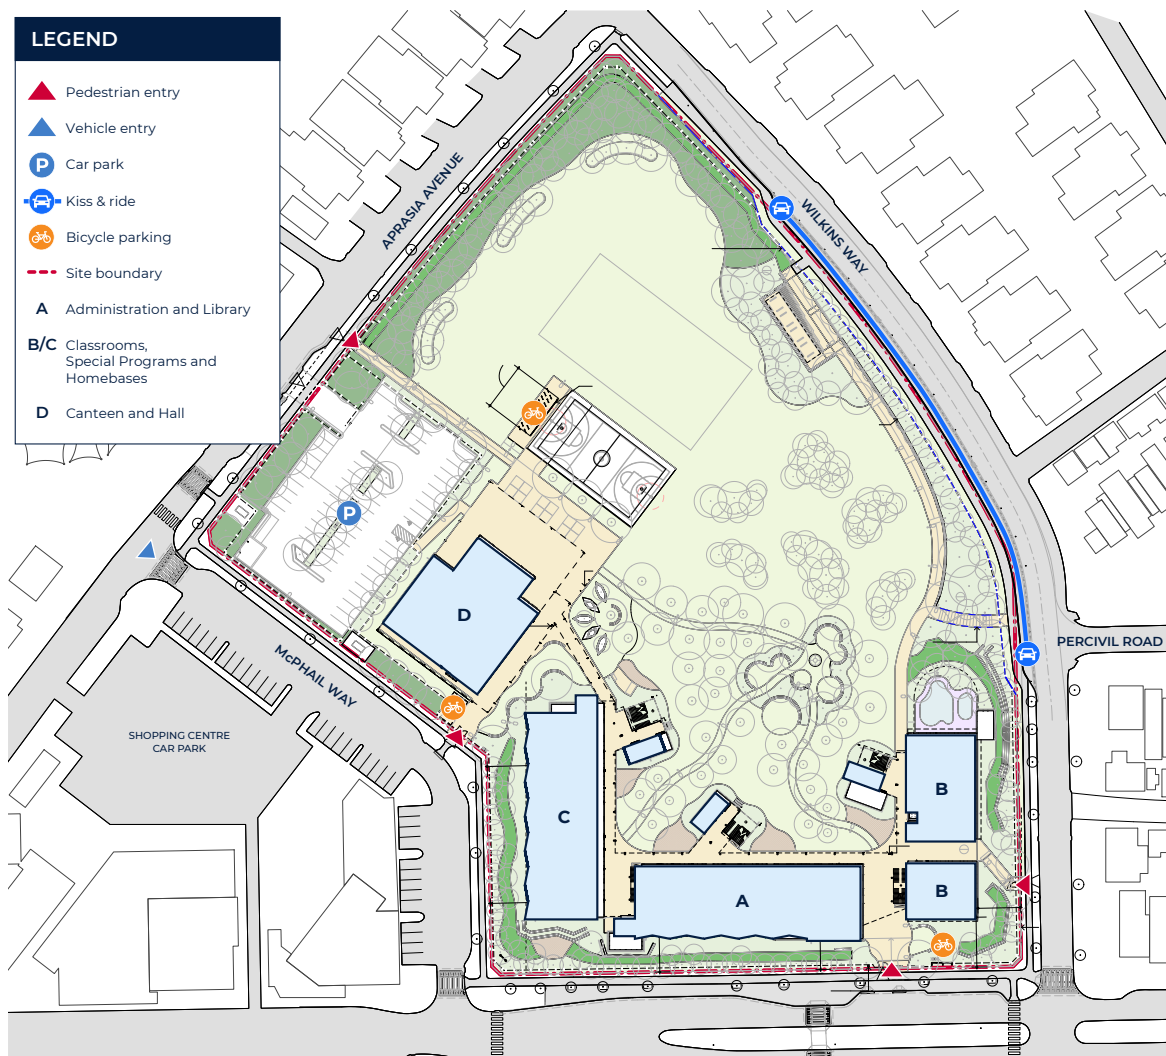 LEGEND
Pedestrian entry
Vehicle entry
P
Car park
Kiss & ride
Bicycle parking
Site boundary
A
Administration and Library
B/C
Classrooms,
Special Programs and
Homebases
D
Canteen and Hall
APRASIA AVENUE
WILKINS WAY
P
D
PERCIVIL ROAD
McPHAIL WAY
SHOPPING CENTRE
CAR PARK
B
C
B
A